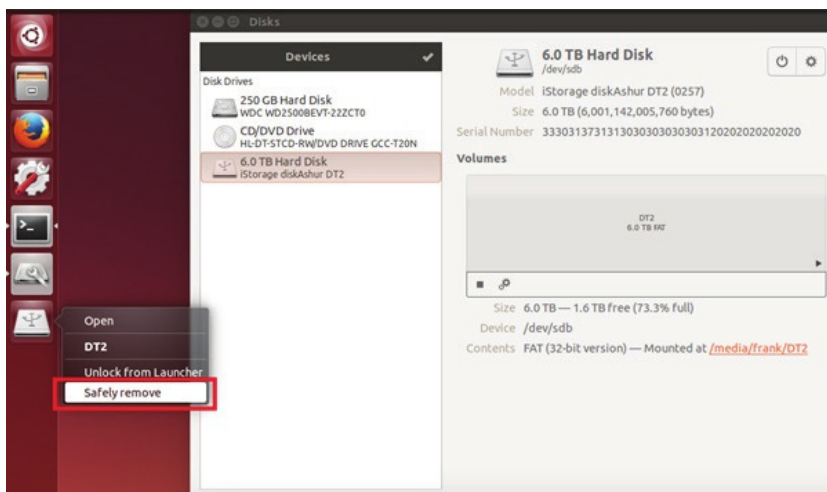 Disks
Devices
Disk Drives
250 GB Hard Disk
WDC WD2500BEVT-22ZCT0
CD/DVD Drive
HL-DT-STCD-RW/DVD DRIVE GCC-T20N
6.0 TB Hard Disk
iStorage diskAshur DT2
6.0 TB Hard Disk
/dev/sdb
Model iStorage diskAshur DT2 (0257)
Size 6.0 TB (6,001,142,005,760 bytes)
Serial Number
Volumes
DT2
6.0 TB FAT
Size 6.0 TB — 1.6 TB free (73.3% full)
Device /dev/sdb
Contents FAT (32-bit version) — Mounted at /media/frank/DT2
Open
DT2
Unlock from Launcher
Safely remove